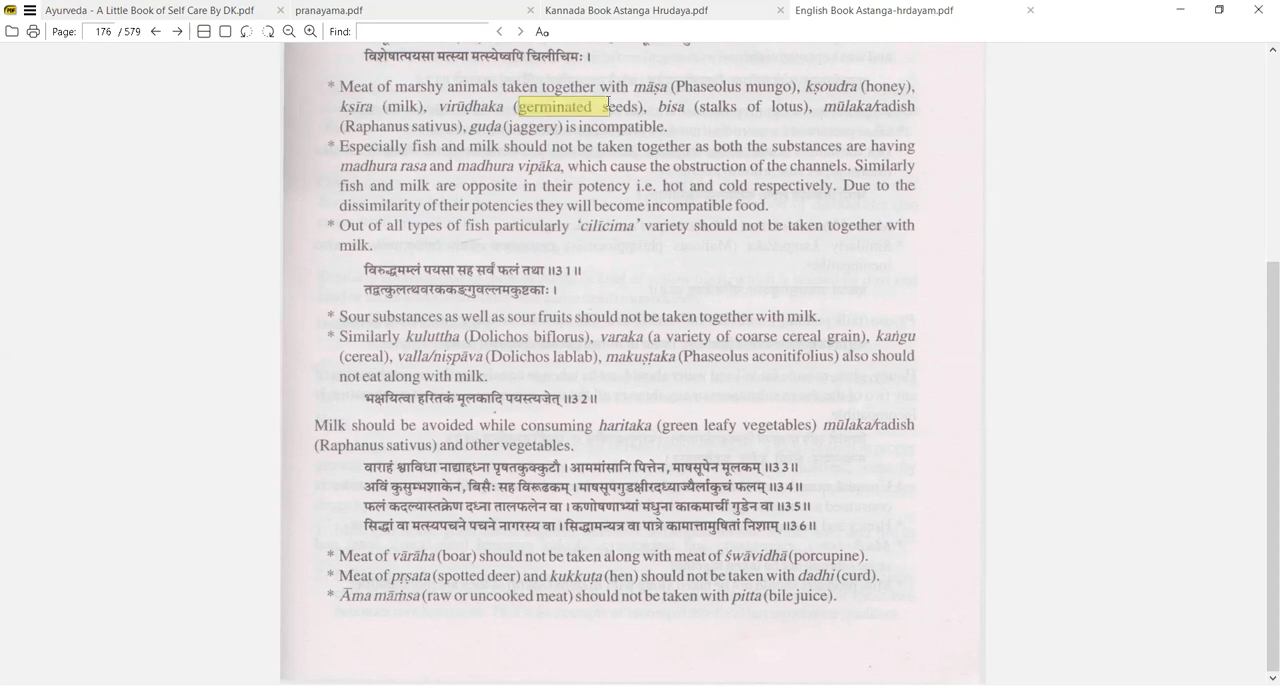 Ayurveda - A Little Book of Self Care By DK.pdf
pranayama.pdf
Kannada Book Astanga Hrudaya.pdf
English Book Astanga-hrdayam.pdf
Page: 176 / 579
Find:
Aa
विशेषात्पयसा मत्स्या मत्स्येष्वपि चिलीचिमः।
* Meat of marshy animals taken together with māṣa (Phaseolus mungo), kṣoudra (honey),
kṣīra (milk), virūḍhaka (germinated seeds), bisa (stalks of lotus), mūlaka/radish
(Raphanus sativus), guḍa (jaggery) is incompatible.
* Especially fish and milk should not be taken together as both the substances are having
madhura rasa and madhura vipāka, which cause the obstruction of the channels. Similarly
fish and milk are opposite in their potency i.e. hot and cold respectively. Due to the
dissimilarity of their potencies they will become incompatible food.
* Out of all types of fish particularly ‘cilīcima’ variety should not be taken together with
milk.
विरुद्धमम्लं पयसा सह सर्वं फलं तथा ॥31॥
तद्वत्कुलत्थवरककङ्गुवल्लमकुष्टकाः।
* Sour substances as well as sour fruits should not be taken together with milk.
* Similarly kuluttha (Dolichos biflorus), varaka (a variety of coarse cereal grain), kaṅgu
(cereal), valla/niṣpāva (Dolichos lablab), makuṣṭaka (Phaseolus aconitifolius) also should
not eat along with milk.
भक्षयित्वा हरितकं मूलकादि पयस्त्यजेत् ॥32॥
Milk should be avoided while consuming haritaka (green leafy vegetables) mūlaka/radish
(Raphanus sativus) and other vegetables.
वाराहं श्वाविधा नाद्याद्दध्ना पृषतकुक्कुटौ। आममांसानि पित्तेन, माषसूपेन मूलकम् ॥33॥
अविं कुसुम्भशाकेन, बिसैः सह विरूढकम्। माषसूपगुडक्षीरदध्याज्यैर्लाकुचं फलम् ॥34॥
फलं कदल्यास्तक्रेण दध्ना तालफलेन वा। कणोषणाभ्यां मधुना काकमाचीं गुडेन वा ॥35॥
सिद्धां वा मत्स्यपचने पचने नागरस्य वा। सिद्धामन्यत्र वा पात्रे कामात्तामुषितां निशाम् ॥36॥
* Meat of vārāha (boar) should not be taken along with meat of śwāvidhā (porcupine).
* Meat of pṛṣata (spotted deer) and kukkuṭa (hen) should not be taken with dadhi (curd).
* Āma māṁsa (raw or uncooked meat) should not be taken with pitta (bile juice).